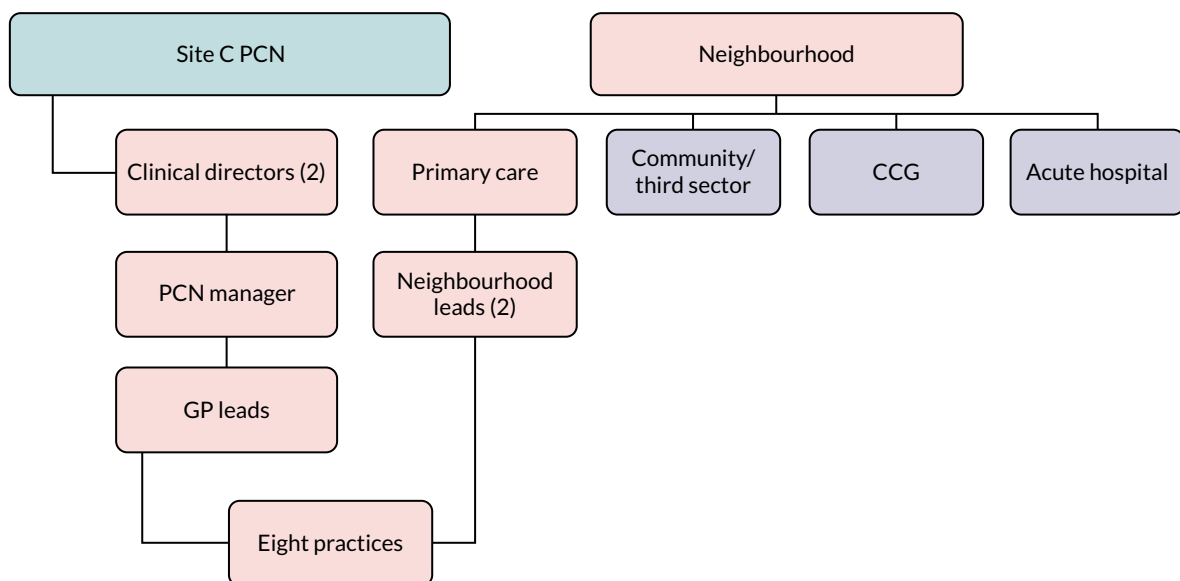 Site C PCN
Neighbourhood
Clinical directors (2)
Primary care
Community/
third sector
CCG
Acute hospital
PCN manager
Neighbourhood
leads (2)
GP leads
Eight practices